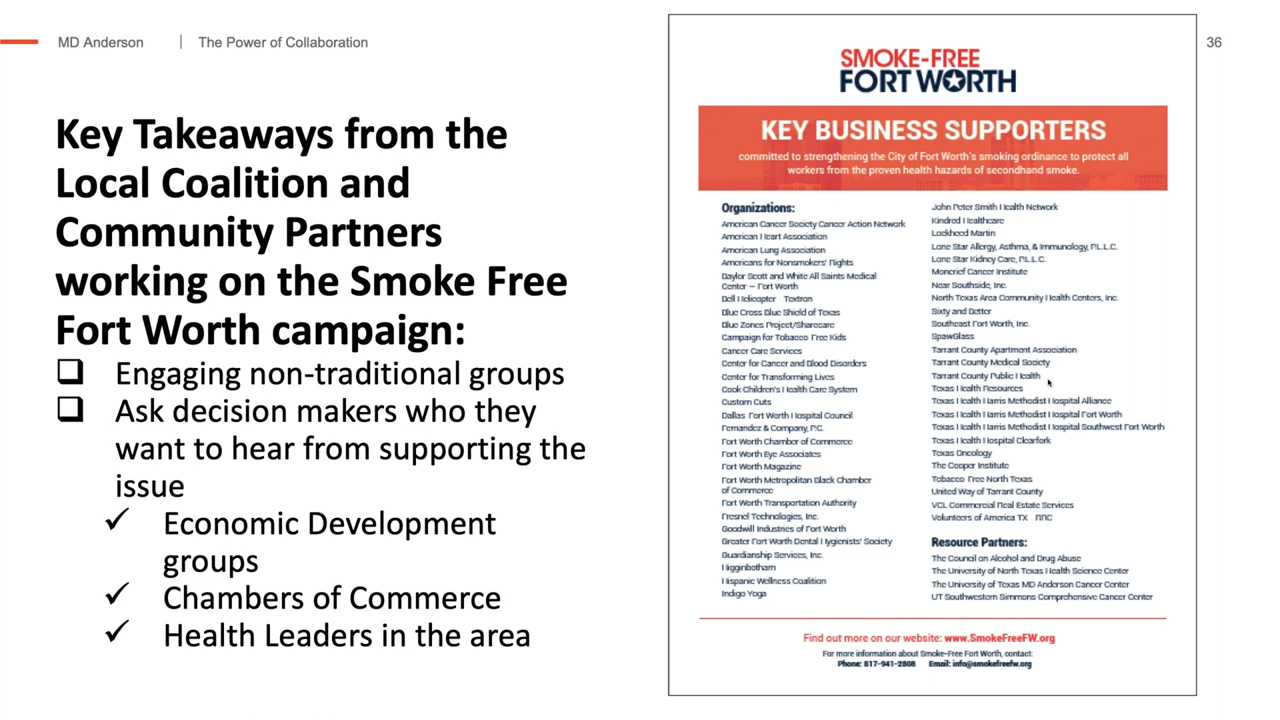 MD Anderson | The Power of Collaboration
36
Key Takeaways from the
Local Coalition and
Community Partners
working on the Smoke Free
Fort Worth campaign:
❑ Engaging non-traditional groups
❑ Ask decision makers who they
want to hear from supporting the
issue
✓ Economic Development
groups
✓ Chambers of Commerce
✓ Health Leaders in the area
SMOKE-FREE
FORT WORTH
KEY BUSINESS SUPPORTERS
committed to strengthening the City of Fort Worth's smoking ordinance to protect all
workers from the proven health hazards of secondhand smoke.
Organizations:
American Cancer Society Cancer Action Network
American Heart Association
American Lung Association
Americans for Nonsmokers' Rights
Baylor Scott and White All Saints Medical
Center – Fort Worth
Bell Helicopter Textron
Blue Cross Blue Shield of Texas
Blue Zones Project/Sharecare
Campaign for Tobacco Free Kids
Cancer Care Services
Center for Cancer and Blood Disorders
Center for Transforming Lives
Cook Children's Health Care System
Custom Cuts
Dallas Fort Worth Hospital Council
Fernandez & Company, P.C.
Fort Worth Chamber of Commerce
Fort Worth Eye Associates
Fort Worth Magazine
Fort Worth Metropolitan Black Chamber
of Commerce
Fort Worth Transportation Authority
Fresnel Technologies, Inc.
Goodwill Industries of Fort Worth
Greater Fort Worth Dental Hygienists' Society
Guardianship Services, Inc.
Higginbotham
Hispanic Wellness Coalition
Indigo Yoga
John Peter Smith Health Network
Kindred Healthcare
Lockheed Martin
Lone Star Allergy, Asthma, & Immunology, P.L.L.C.
Lone Star Kidney Care, P.L.L.C.
Moncrief Cancer Institute
Near Southside, Inc.
North Texas Area Community Health Centers, Inc.
Sixty and Better
Southeast Fort Worth, Inc.
SpawGlass
Tarrant County Apartment Association
Tarrant County Medical Society
Tarrant County Public Health
Texas Health Resources
Texas Health Harris Methodist Hospital Alliance
Texas Health Harris Methodist Hospital Fort Worth
Texas Health Harris Methodist Hospital Southwest Fort Worth
Texas Health Hospital Clearfork
Texas Oncology
The Cooper Institute
Tobacco Free North Texas
United Way of Tarrant County
VCL Commercial Real Estate Services
Volunteers of America TX
Resource Partners:
The Council on Alcohol and Drug Abuse
The University of North Texas Health Science Center
The University of Texas MD Anderson Cancer Center
UT Southwestern Simmons Comprehensive Cancer Center
Find out more on our website: www.SmokeFreeFW.org
For more information about Smoke-Free Fort Worth, contact:
Phone: 817-941-2808 Email: info@smokefreefw.org